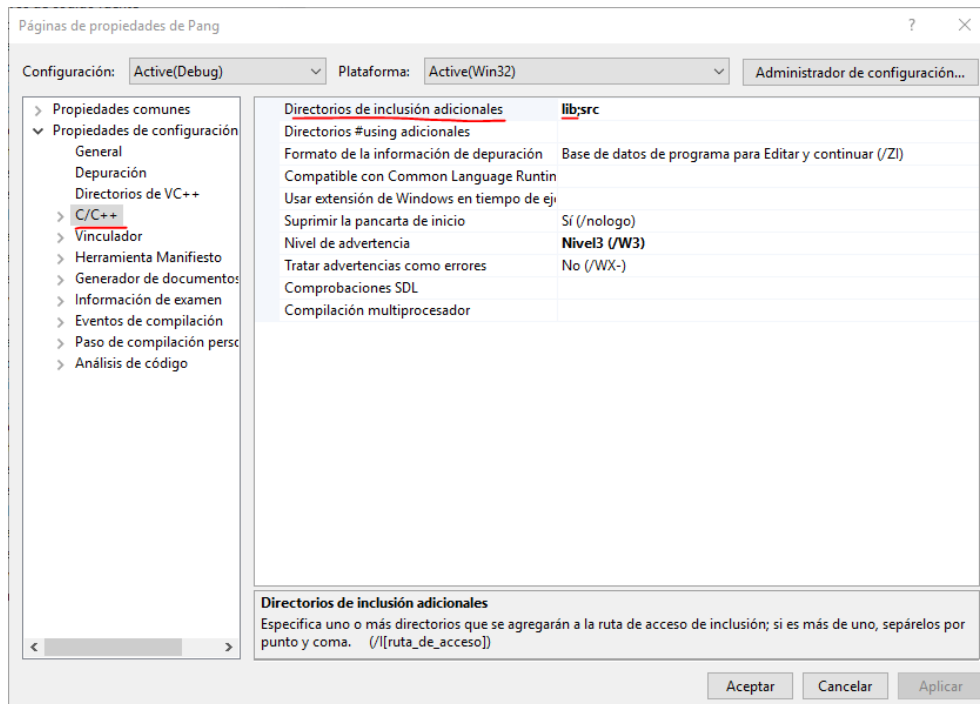 Páginas de propiedades de Pang
?
Configuración: Active(Debug) Plataforma: Active(Win32) Administrador de configuración...
Propiedades comunes
Propiedades de configuración
General
Depuración
Directorios de VC++
C/C++
Vinculador
Herramienta Manifiesto
Generador de documentos
Información de examen
Eventos de compilación
Paso de compilación perso
Análisis de código
Directorios de inclusión adicionales lib;src
Directorios #using adicionales
Formato de la información de depuración Base de datos de programa para Editar y continuar (/ZI)
Compatible con Common Language Runtin
Usar extensión de Windows en tiempo de eje
Suprimir la pancarta de inicio Sí (/nologo)
Nivel de advertencia Nivel3 (/W3)
Tratar advertencias como errores No (/WX-)
Comprobaciones SDL
Compilación multiprocesador
Directorios de inclusión adicionales
Especifica uno o más directorios que se agregarán a la ruta de acceso de inclusión; si es más de uno, sepárelos por
punto y coma. (/I[ruta_de_acceso])
Aceptar Cancelar Aplicar